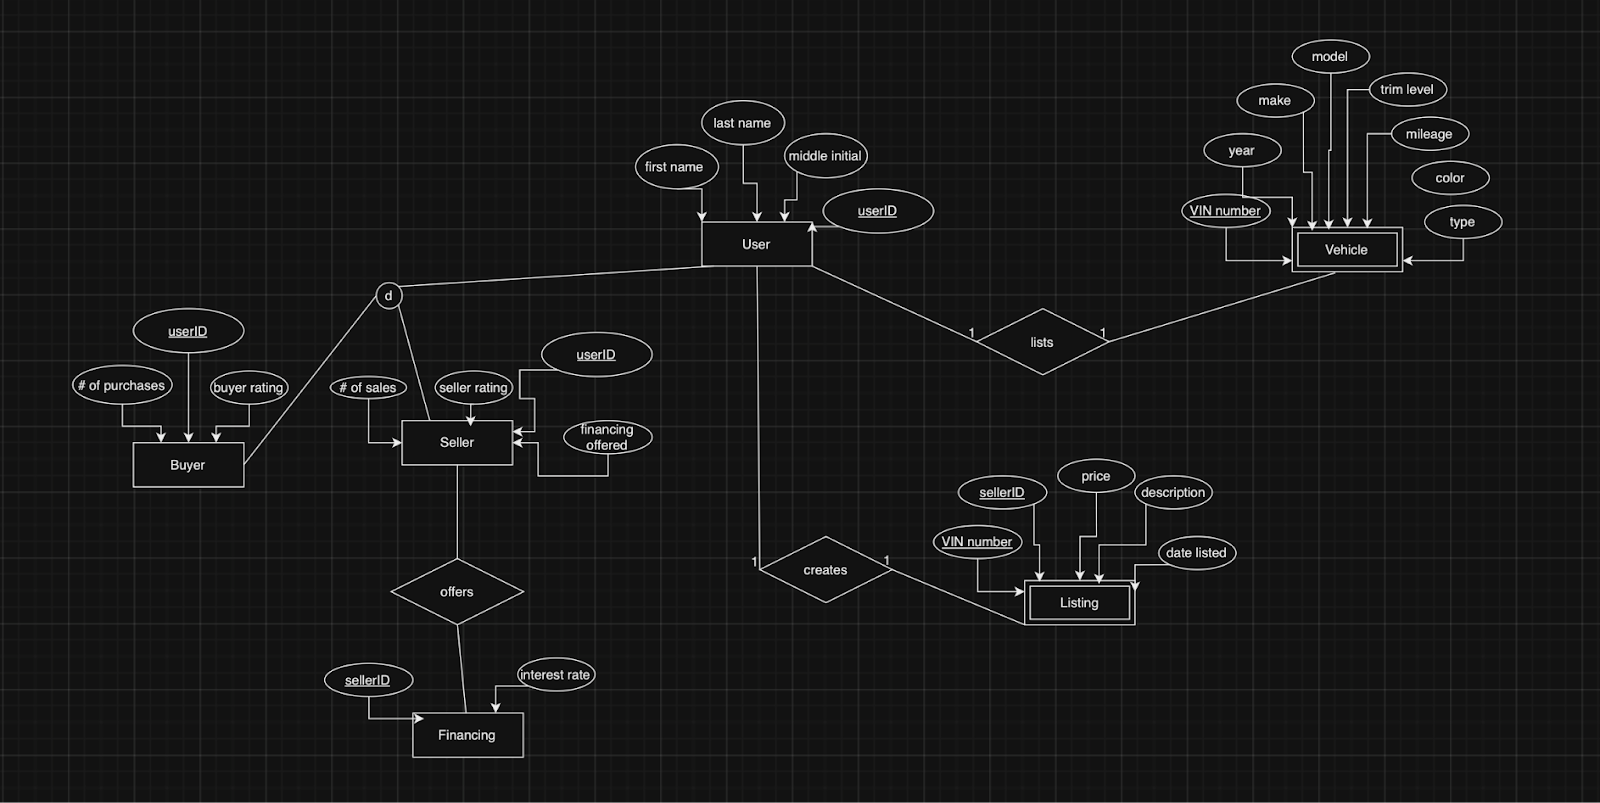 model
trim level
make
mileage
last name
middle initial
year
first name
color
VIN number
userID
type
User
Vehicle
d
userID
1
1
lists
userID
# of purchases
buyer rating
# of sales
seller rating
financing
offered
Seller
Buyer
price
sellerID
description
VIN number
date listed
1
1
creates
offers
Listing
sellerID
interest rate
Financing